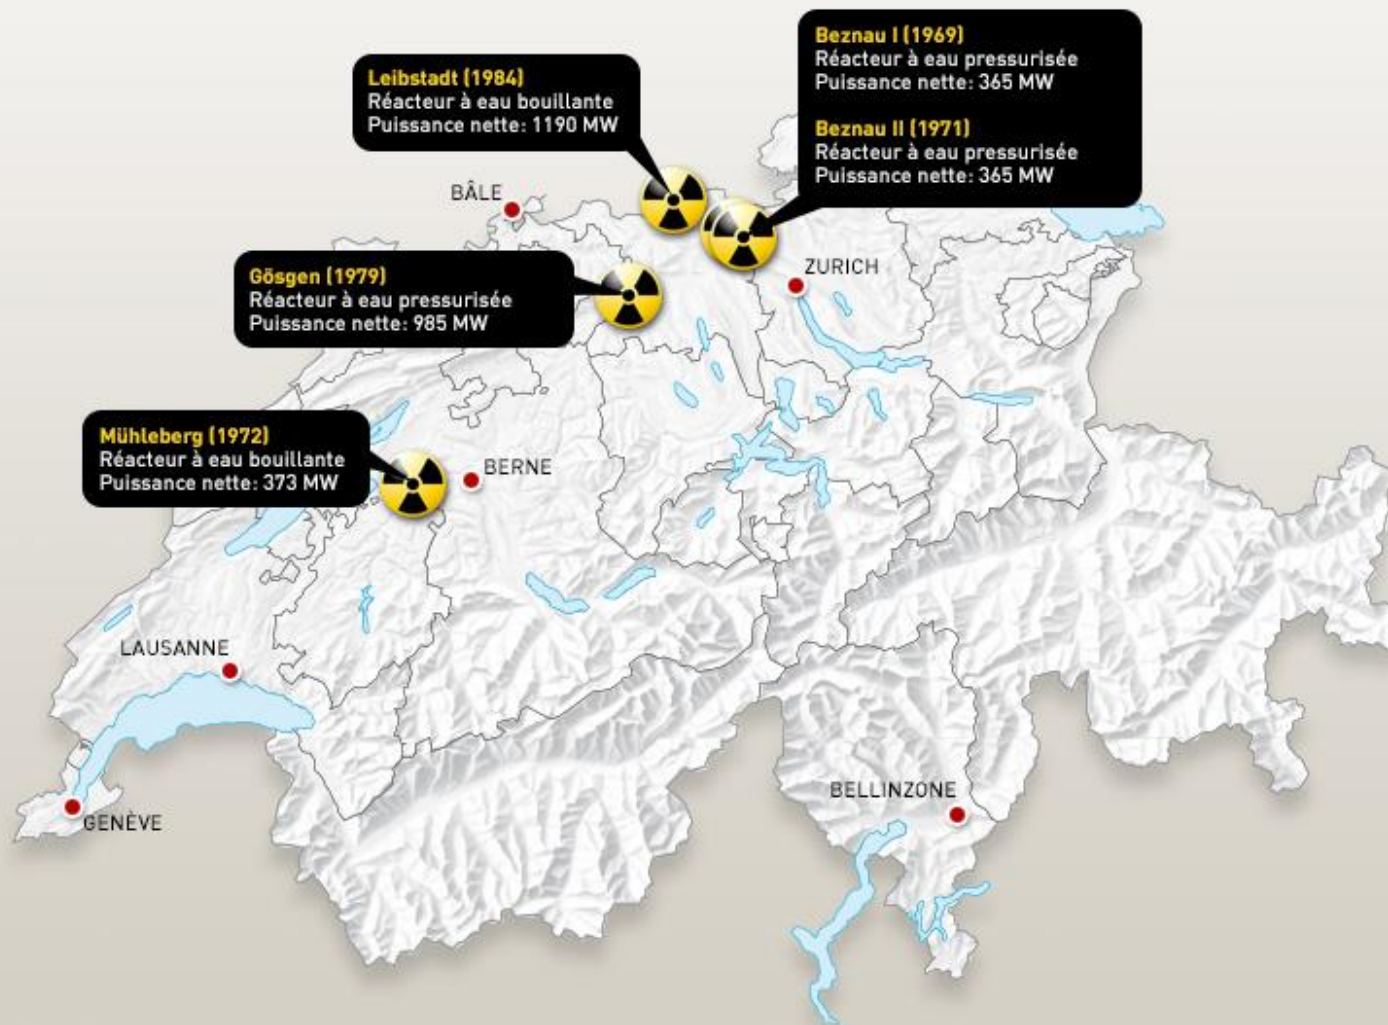 Beznau I (1969)
Réacteur à eau pressurisée
Puissance nette: 365 MW
Beznau II (1971)
Réacteur à eau pressurisée
Puissance nette: 365 MW
Leibstadt (1984)
Réacteur à eau bouillante
Puissance nette: 1190 MW
BÂLE
Gösgen (1979)
Réacteur à eau pressurisée
Puissance nette: 985 MW
ZURICH
Mühleberg (1972)
Réacteur à eau bouillante
Puissance nette: 373 MW
BERNE
LAUSANNE
GENÈVE
BELLINZONE